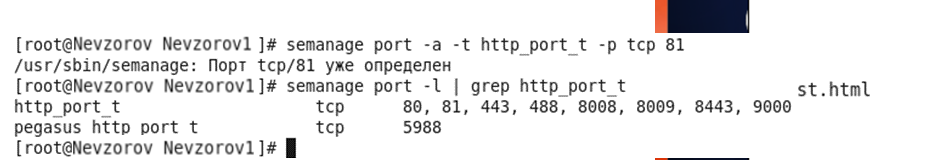 [root@Nevzorov Nevzorov1]# semanage port -a -t http_port_t -p tcp 81
/usr/sbin/semanage: Порт tcp/81 уже определен
[root@Nevzorov Nevzorov1]# semanage port -l | grep http_port_t
st.html
http_port_t tcp 80, 81, 443, 488, 8008, 8009, 8443, 9000
pegasus_http_port_t tcp 5988
[root@Nevzorov Nevzorov1]#